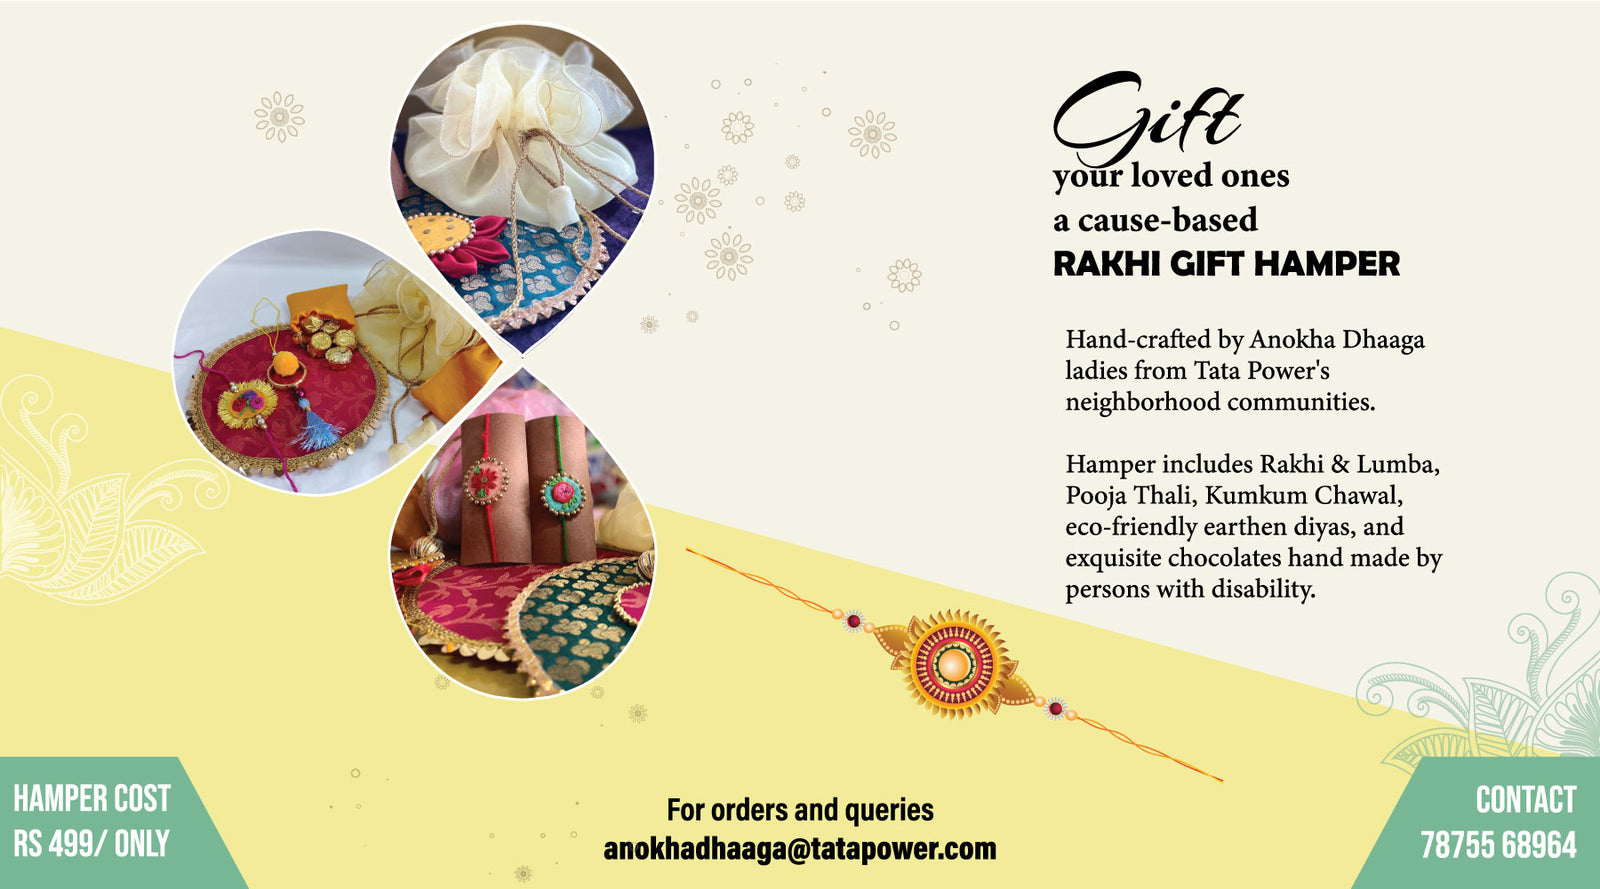 Gift
your loved ones
a cause-based
RAKHI GIFT HAMPER
Hand-crafted by Anokha Dhaaga
ladies from Tata Power's
neighborhood communities.
Hamper includes Rakhi & Lumba,
Pooja Thali, Kumkum Chawal,
eco-friendly earthen diyas, and
exquisite chocolates hand made by
persons with disability.
HAMPER COST
RS 499/ ONLY
For orders and queries
anokhadhaaga@tatapower.com
CONTACT
78755 68964